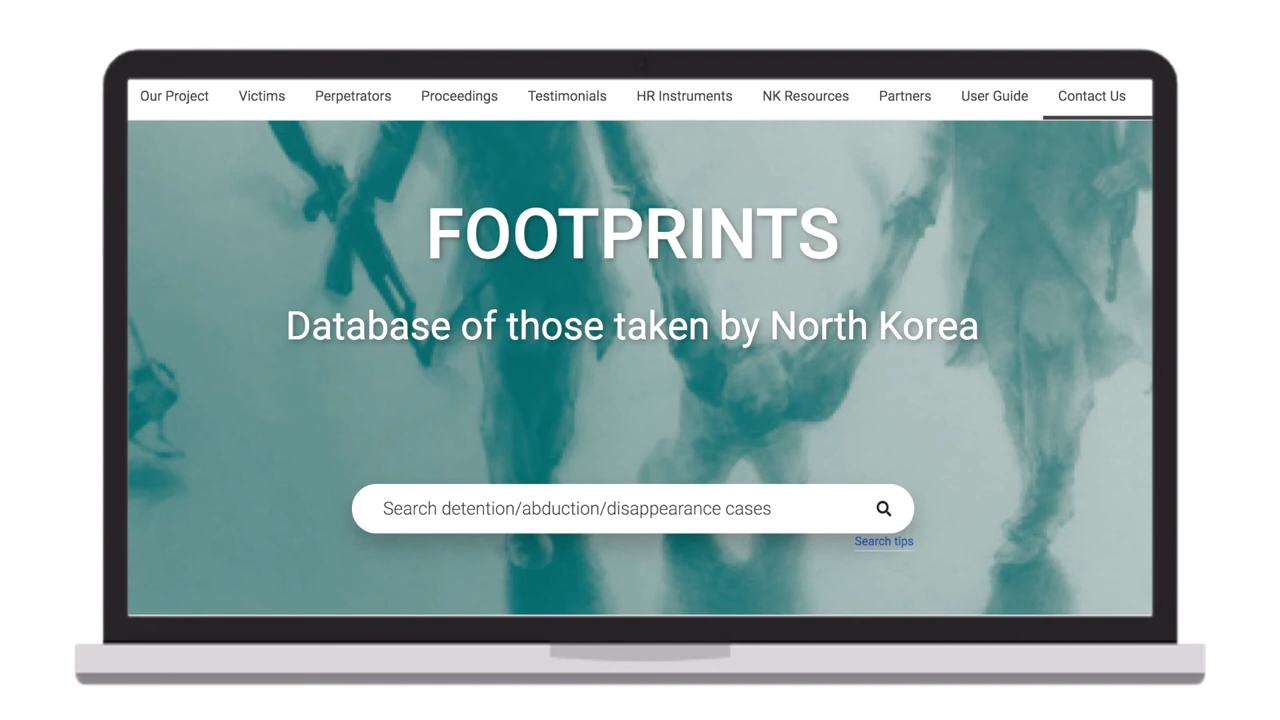 Our Project Victims Perpetrators Proceedings Testimonials HR Instruments NK Resources Partners User Guide Contact Us
FOOTPRINTS
Database of those taken by North Korea
Search detention/abduction/disappearance cases
Search tips